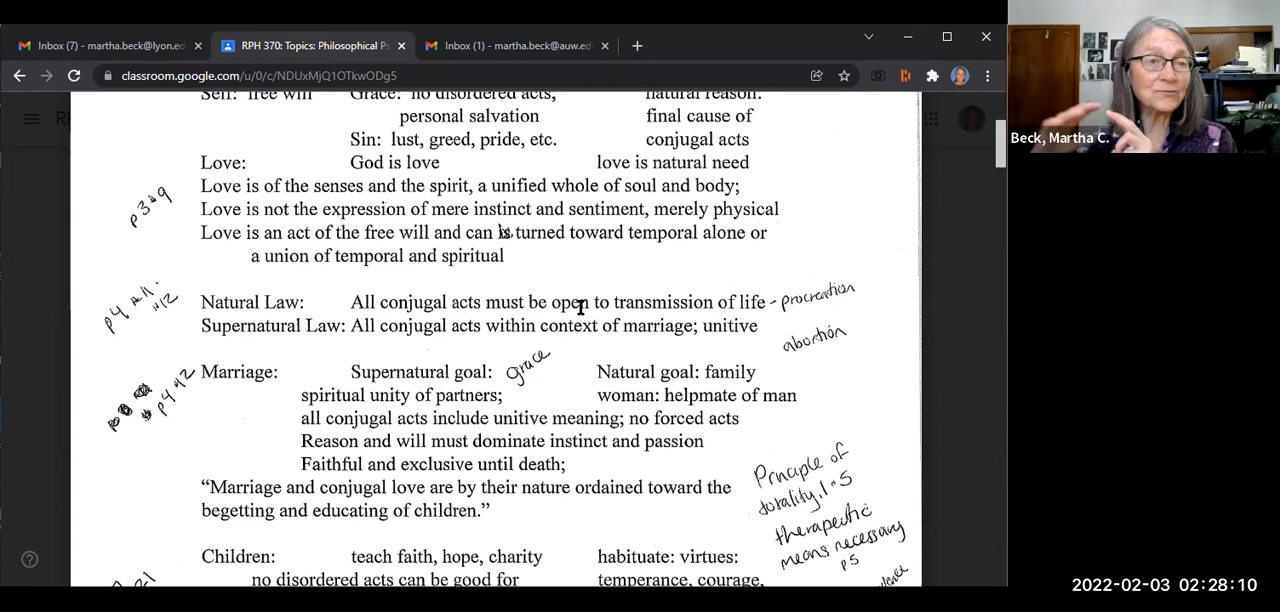 Inbox (7) - martha.beck@lyon.ed
RPH 370: Topics: Philosophical Ps
Inbox (1) - martha.beck@auw.edu
classroom.google.com/u/0/c/NDUxMjQ1OTkwODg5
Beck, Martha C.
Self: free will Grace: no disordered acts, natural reason:
personal salvation final cause of
Sin: lust, greed, pride, etc. conjugal acts
Love: God is love love is natural need
Love is of the senses and the spirit, a unified whole of soul and body;
p3 #9
Love is not the expression of mere instinct and sentiment, merely physical
Love is an act of the free will and can be turned toward temporal alone or
a union of temporal and spiritual
p4 #11.
#12
Natural Law: All conjugal acts must be open to transmission of life - procreation
Supernatural Law: All conjugal acts within context of marriage; unitive
abortion
grace
p4 #2
Marriage: Supernatural goal: Natural goal: family
spiritual unity of partners; woman: helpmate of man
all conjugal acts include unitive meaning; no forced acts
Reason and will must dominate instinct and passion
Faithful and exclusive until death;
"Marriage and conjugal love are by their nature ordained toward the
begetting and educating of children."
Principle of
totality,
therapeutic
means necessary
p5
Children: teach faith, hope, charity habituate: virtues:
no disordered acts can be good for temperance, courage,
2022-02-03 02:28:10